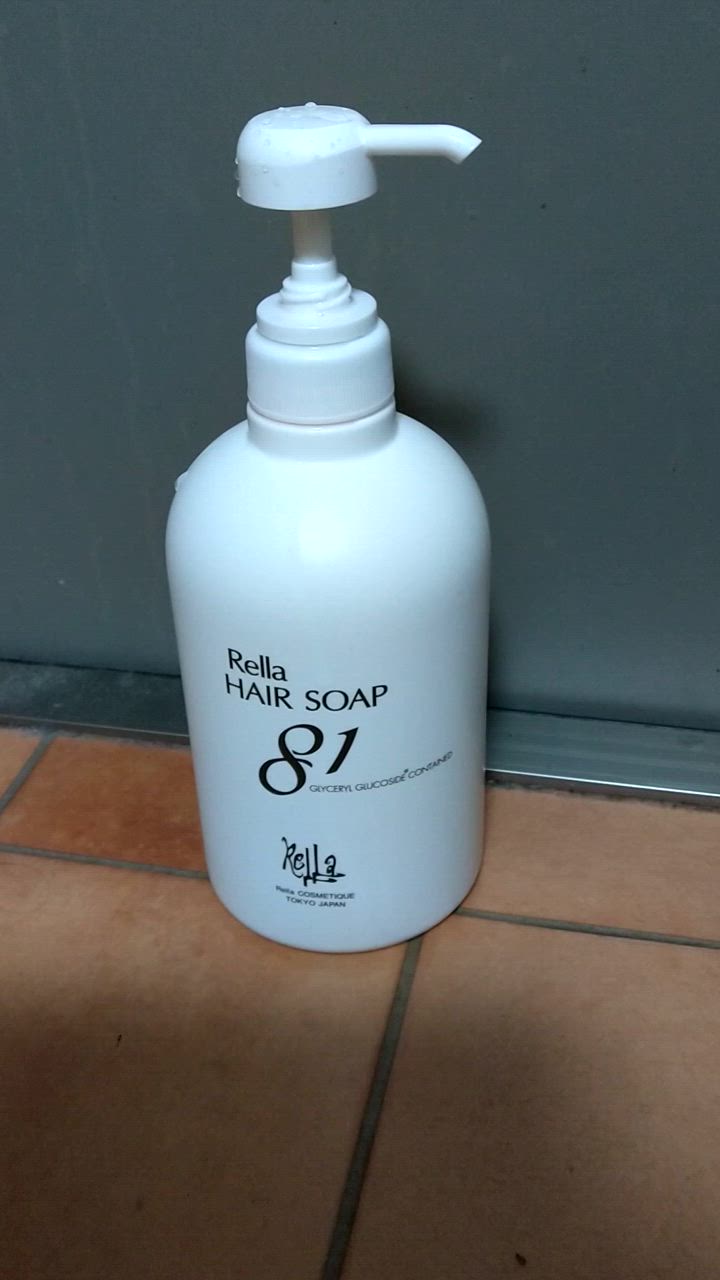 Rella
HAIR SOAP
81
GLYCERYL GLUCOSIDE* CONTAINED
Rella
Rella COSMETIQUE
TOKYO JAPAN